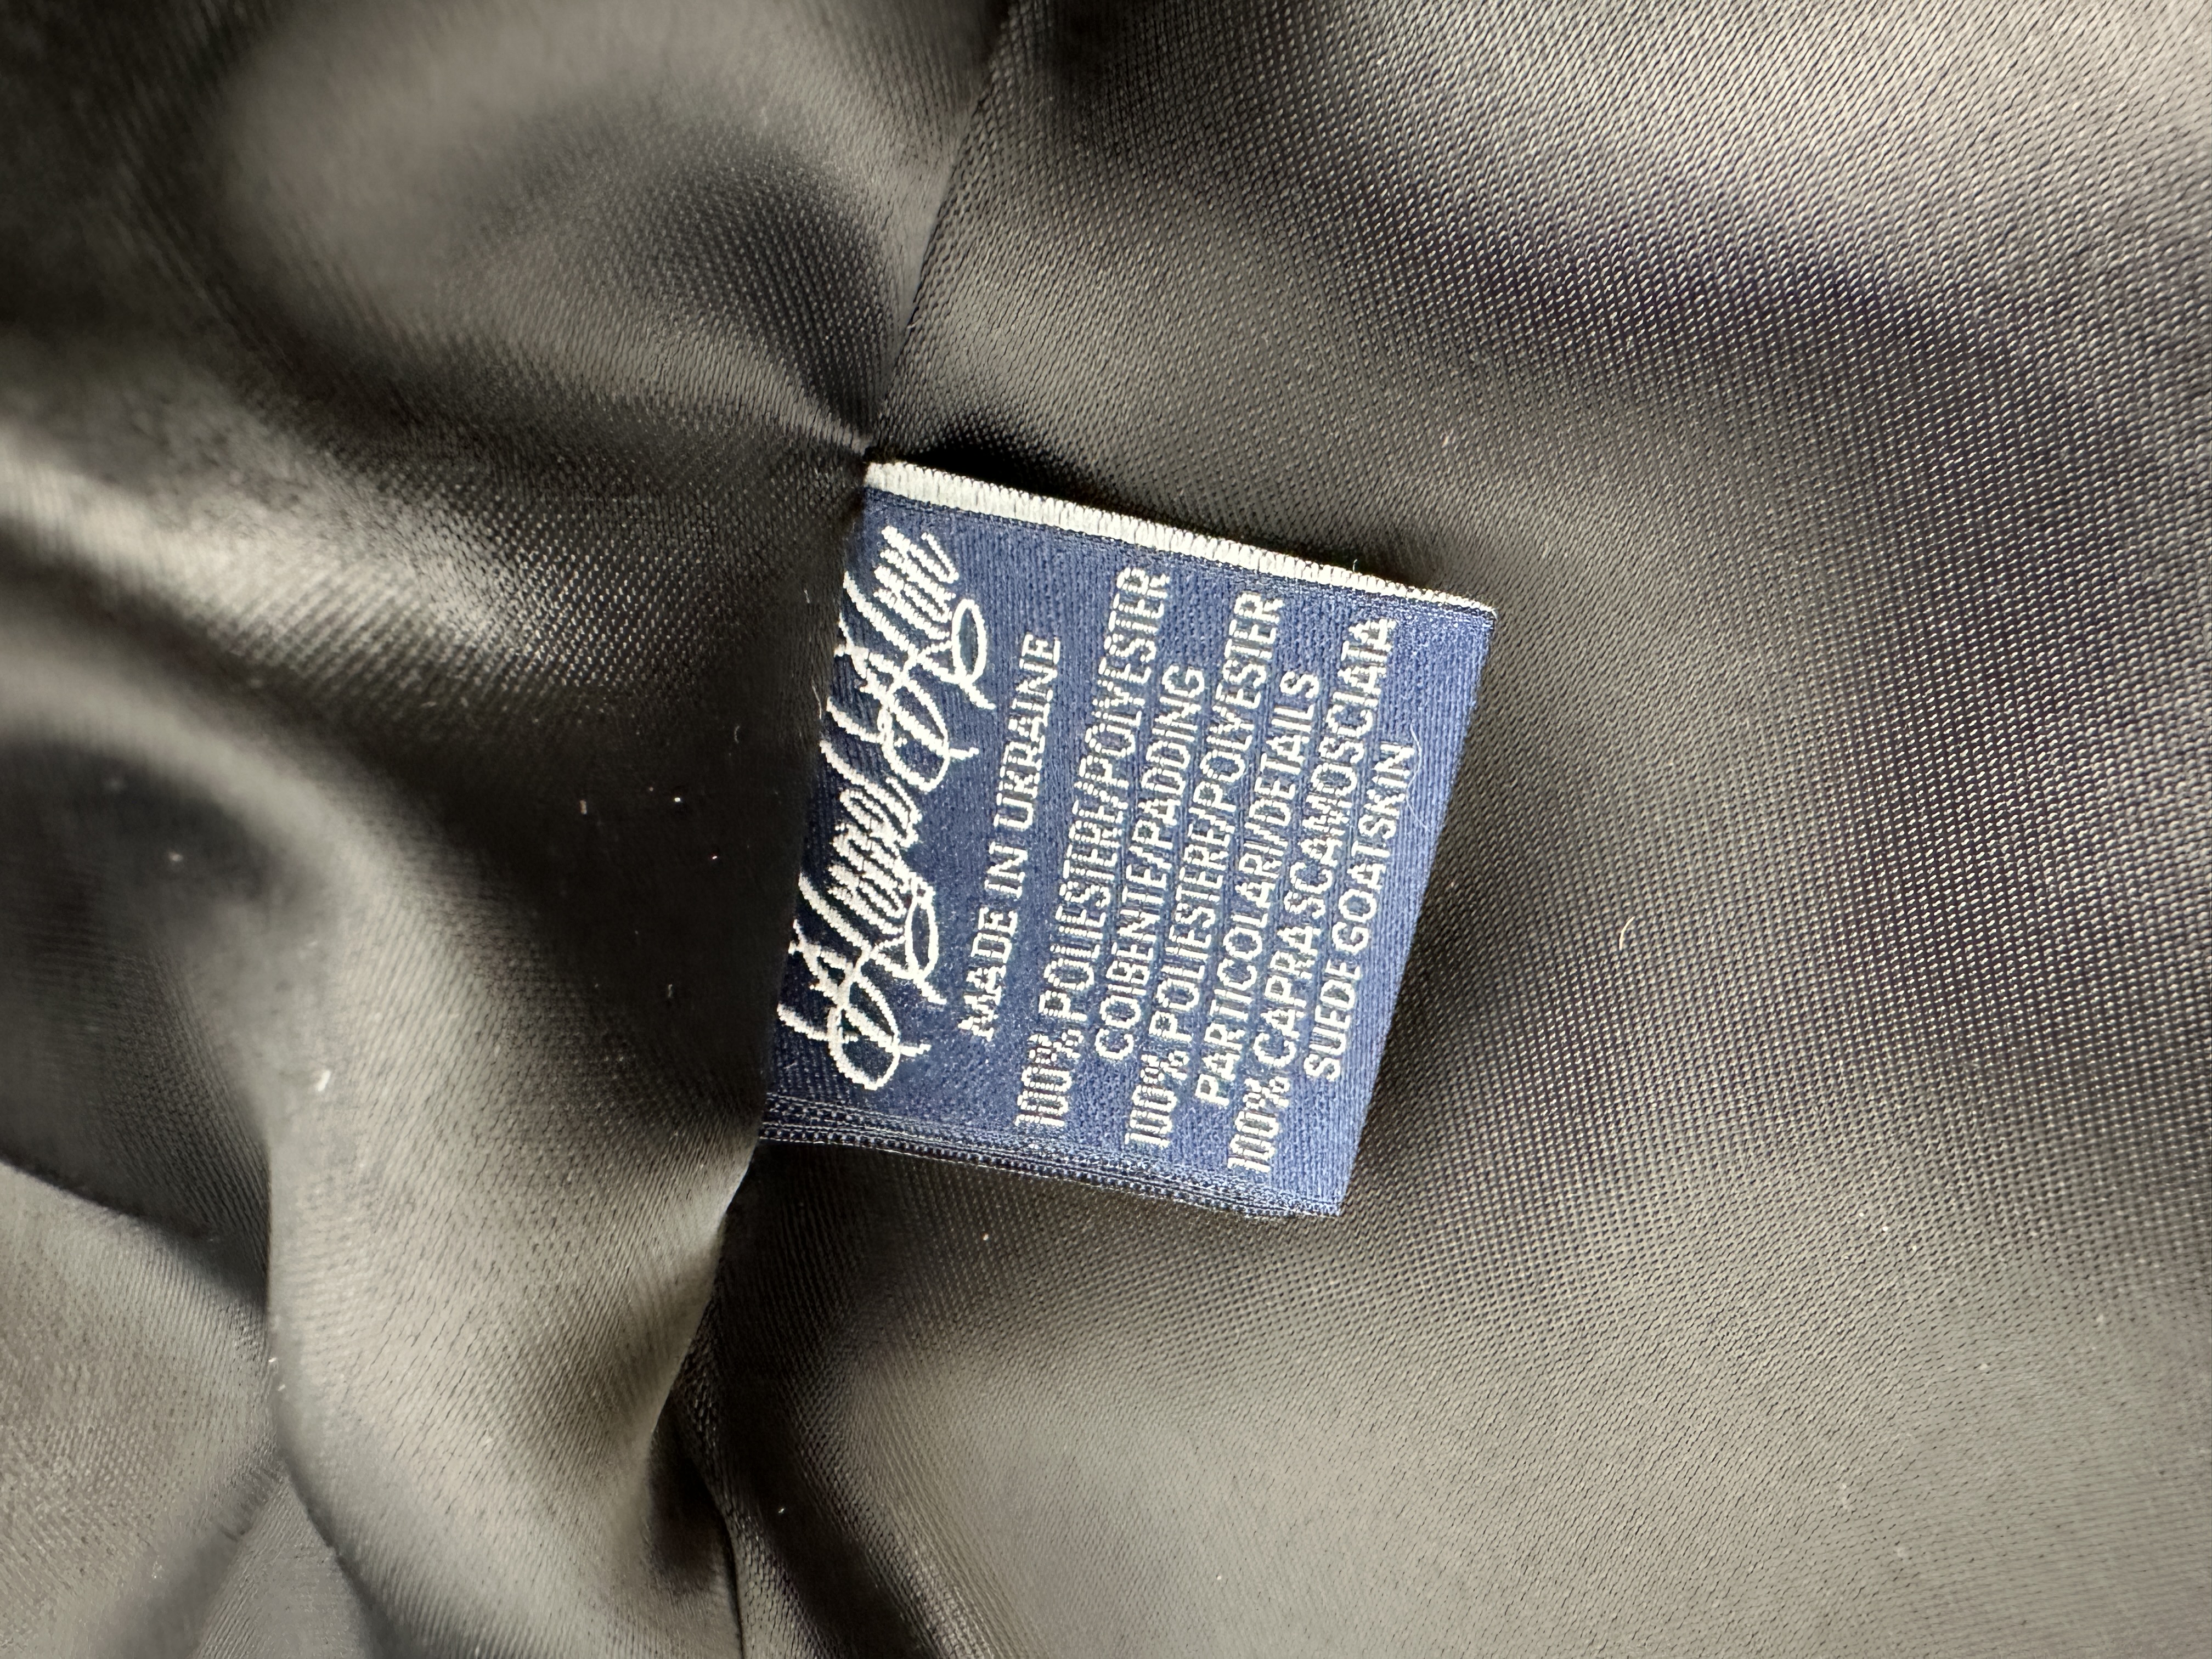 MADE IN UKRAINE
100% POLIESTERE/POLYESTER
COIBENTE/PADDING
100% POLIESTERE/POLYESTER
PARTICOLARI/DETAILS
100% CAPRA SCAMOSCIATA
SUEDE GOATSKIN